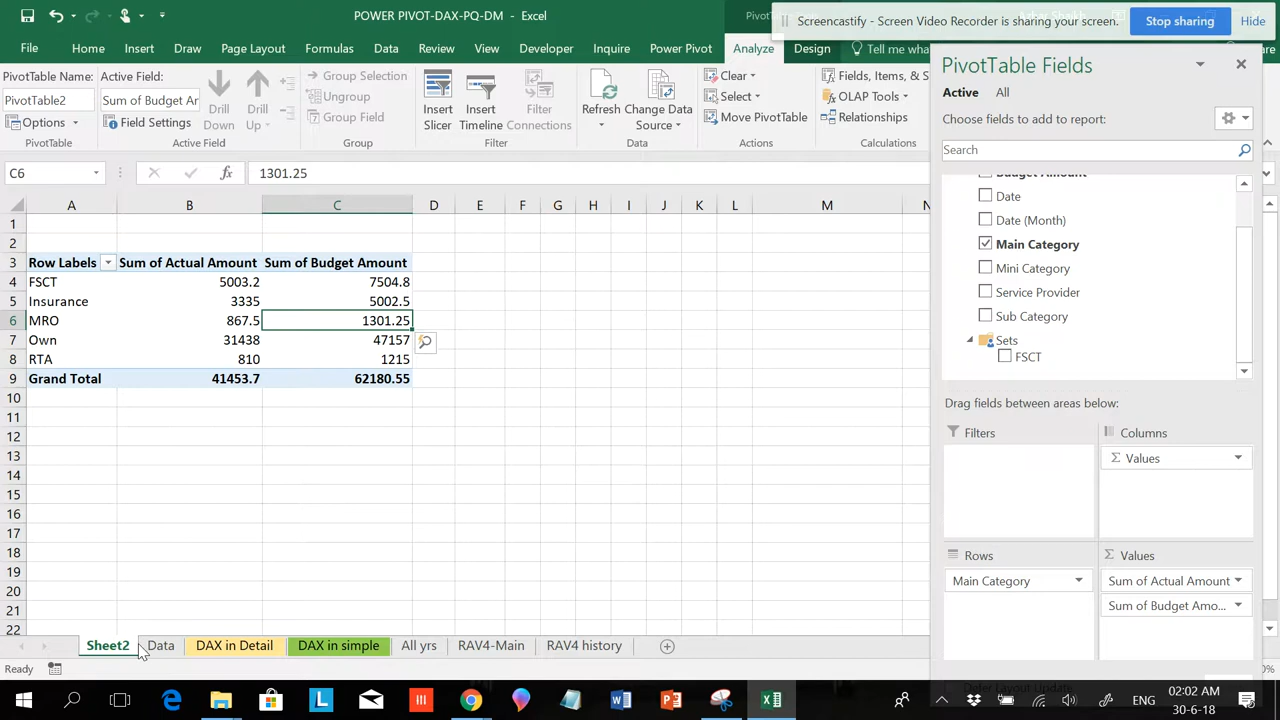 POWER PIVOT-DAX-PQ-DM - Excel
Screencastify - Screen Video Recorder is sharing your screen.
Stop sharing
Hide
File Home Insert Draw Page Layout Formulas Data Review View Developer Inquire Power Pivot Analyze Design Tell me
PivotTable Name:
PivotTable2
Options
PivotTable
Active Field:
Sum of Budget Ar
Field Settings
Drill Down
Drill Up
Active Field
Group Selection
Ungroup
Group Field
Group
Insert Slicer
Insert Timeline
Filter Connections
Filter
Refresh
Change Data Source
Data
Clear
Select
Move PivotTable
Actions
Fields, Items, & S
OLAP Tools
Relationships
Calculations
C6 fx 1301.25
A B C D E F G H I J K L M N
1
2
3 Row Labels Sum of Actual Amount Sum of Budget Amount
4 FSCT 5003.2 7504.8
5 Insurance 3335 5002.5
6 MRO 867.5 1301.25
7 Own 31438 47157
8 RTA 810 1215
9 Grand Total 41453.7 62180.55
10
11
12
13
14
15
16
17
18
19
20
21
22
PivotTable Fields
Active All
Choose fields to add to report:
Search
Budget Amount
Date
Date (Month)
Main Category
Mini Category
Service Provider
Sub Category
Sets
FSCT
Drag fields between areas below:
Filters
Columns
Σ Values
Rows
Main Category
Σ Values
Sum of Actual Amount
Sum of Budget Amo...
Defer Layout Update
Sheet2 Data DAX in Detail DAX in simple All yrs RAV4-Main RAV4 history
Ready
0%
ENG
02:02 AM
30-6-18